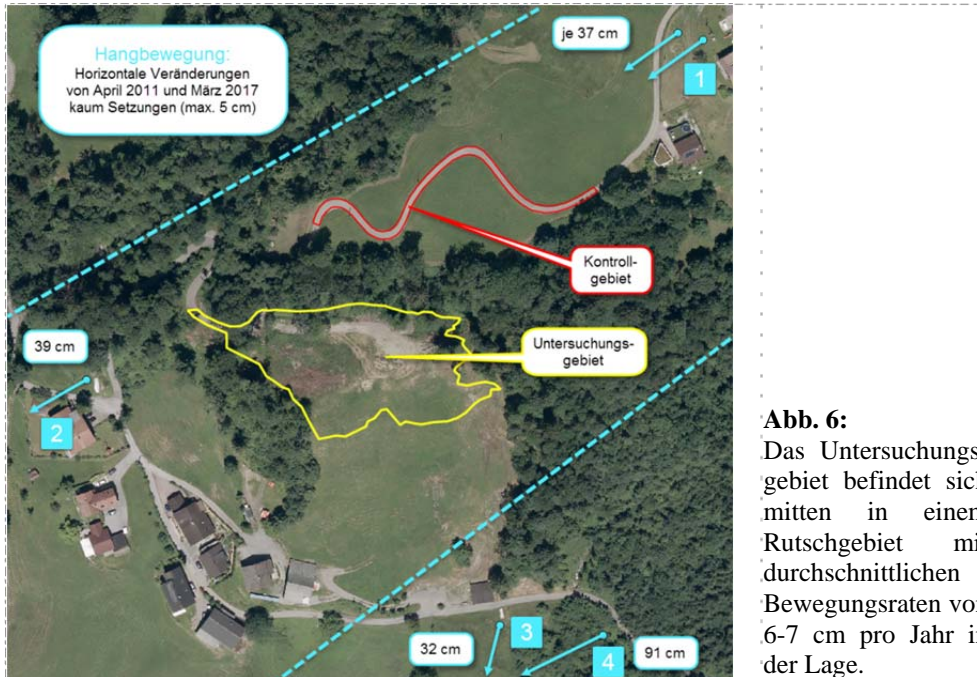 Hangbewegung:
Horizontale Veränderungen
von April 2011 und März 2017
kaum Setzungen (max. 5 cm)
je 37 cm
1
Kontroll-
gebiet
Untersuchungs-
gebiet
39 cm
2
32 cm
3
4
91 cm
Abb. 6:
Das Untersuchungs
gebiet befindet sich
mitten in einem
Rutschgebiet mi
durchschnittlichen
Bewegungsraten von
6-7 cm pro Jahr in
der Lage.